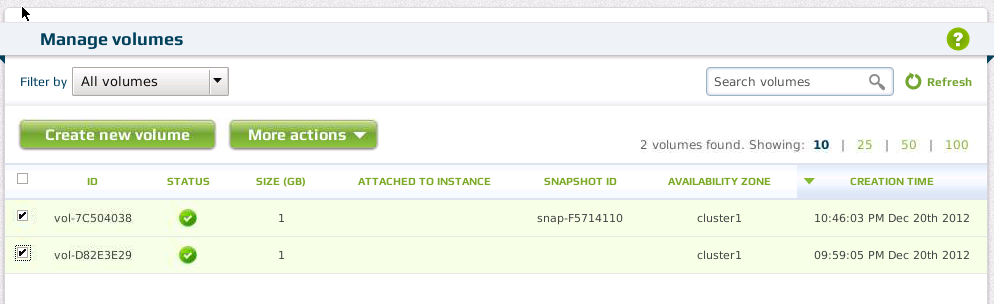 Manage volumes ?
Filter by All volumes Search volumes Refresh
Create new volume More actions 2 volumes found. Showing: 10 | 25 | 50 | 100
ID STATUS SIZE (GB) ATTACHED TO INSTANCE SNAPSHOT ID AVAILABILITY ZONE CREATION TIME
vol-7C504038 1 snap-F5714110 cluster1 10:46:03 PM Dec 20th 2012
vol-D82E3E29 1 cluster1 09:59:05 PM Dec 20th 2012